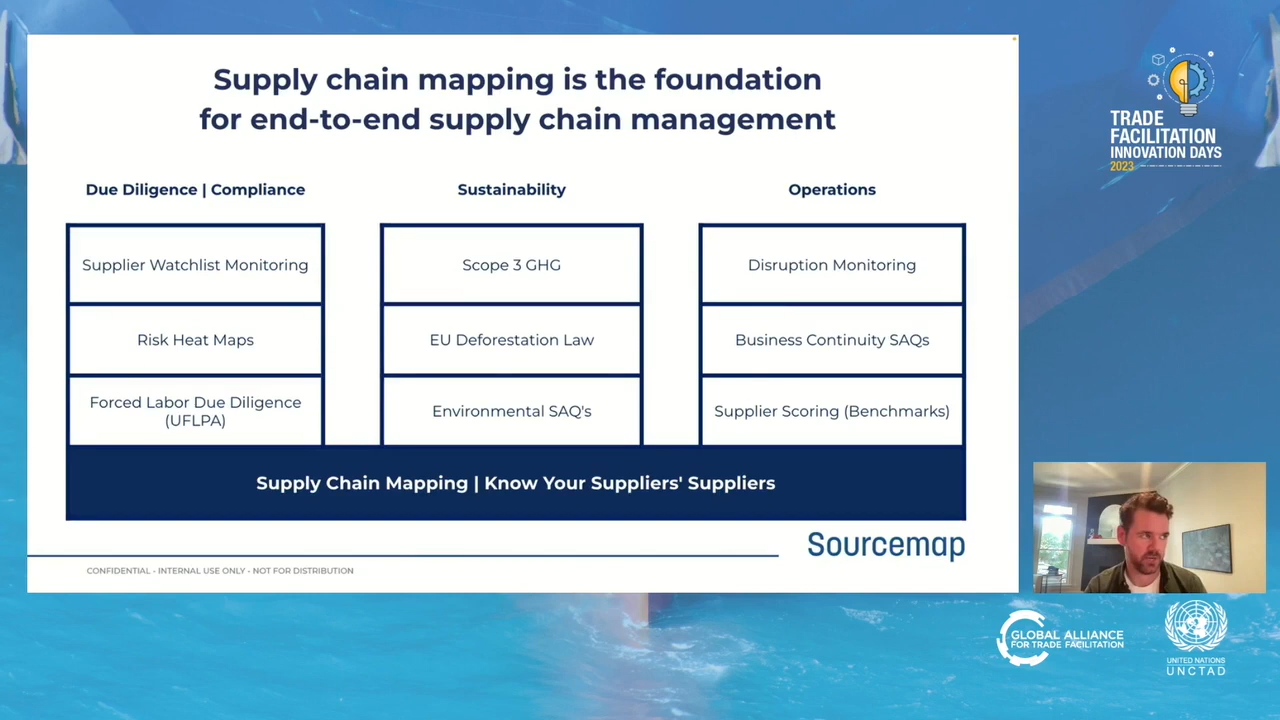 Supply chain mapping is the foundation
for end-to-end supply chain management
Due Diligence | Compliance
Supplier Watchlist Monitoring
Risk Heat Maps
Forced Labor Due Diligence
(UFLPA)
Sustainability
Scope 3 GHG
EU Deforestation Law
Environmental SAQ's
Operations
Disruption Monitoring
Business Continuity SAQs
Supplier Scoring (Benchmarks)
Supply Chain Mapping | Know Your Suppliers' Suppliers
Sourcemap
CONFIDENTIAL - INTERNAL USE ONLY - NOT FOR DISTRIBUTION
TRADE
FACILITATION
INNOVATION DAYS
2023
GLOBAL ALLIANCE
FOR TRADE FACILITATION
UNITED NATIONS
UNCTAD